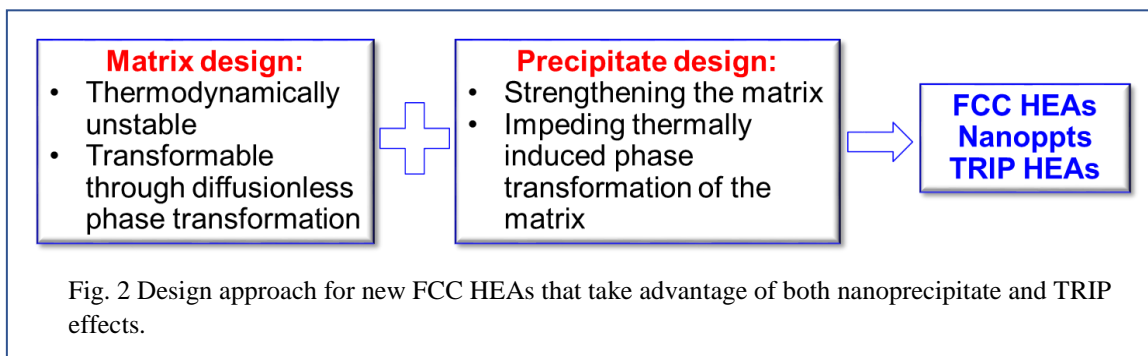 Matrix design:
• Thermodynamically
unstable
• Transformable
through diffusionless
phase transformation
Precipitate design:
• Strengthening the matrix
• Impeding thermally
induced phase
transformation of the
matrix
FCC HEAs
Nanoppts
TRIP HEAs
Fig. 2 Design approach for new FCC HEAs that take advantage of both nanoprecipitate and TRIP
effects.